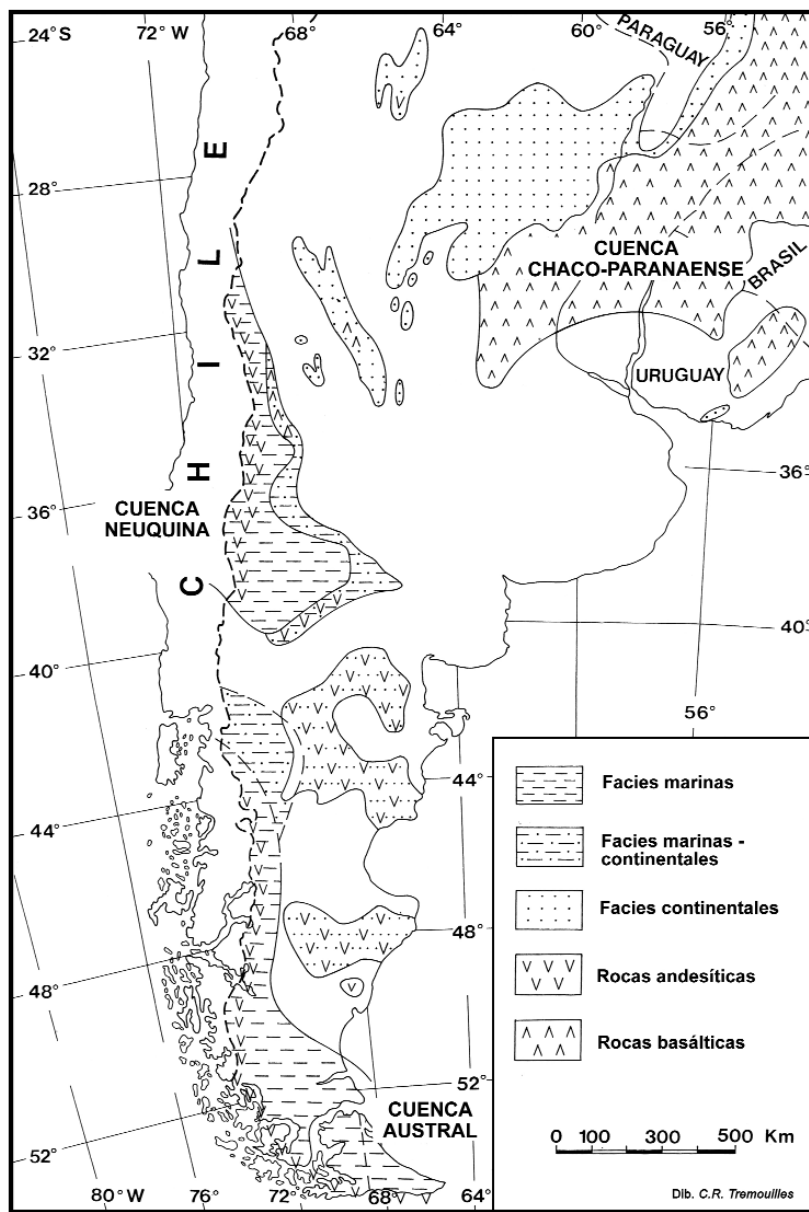 24° S
72° W
68°
64°
60°
56°
PARAGUAY
28°
CUENCA
CHACO-PARANAENSE
BRASIL
32°
URUGUAY
CHILE
36°
CUENCA
NEUQUINA
36°
40°
40°
56°
44°
44°
48°
48°
52°
CUENCA
AUSTRAL
52°
80° W
76°
72°
68°
64°
Facies marinas
Facies marinas -
continentales
Facies continentales
Rocas andesíticas
Rocas basálticas
0 100 300 500 Km
Dib. C.R. Tremouilles